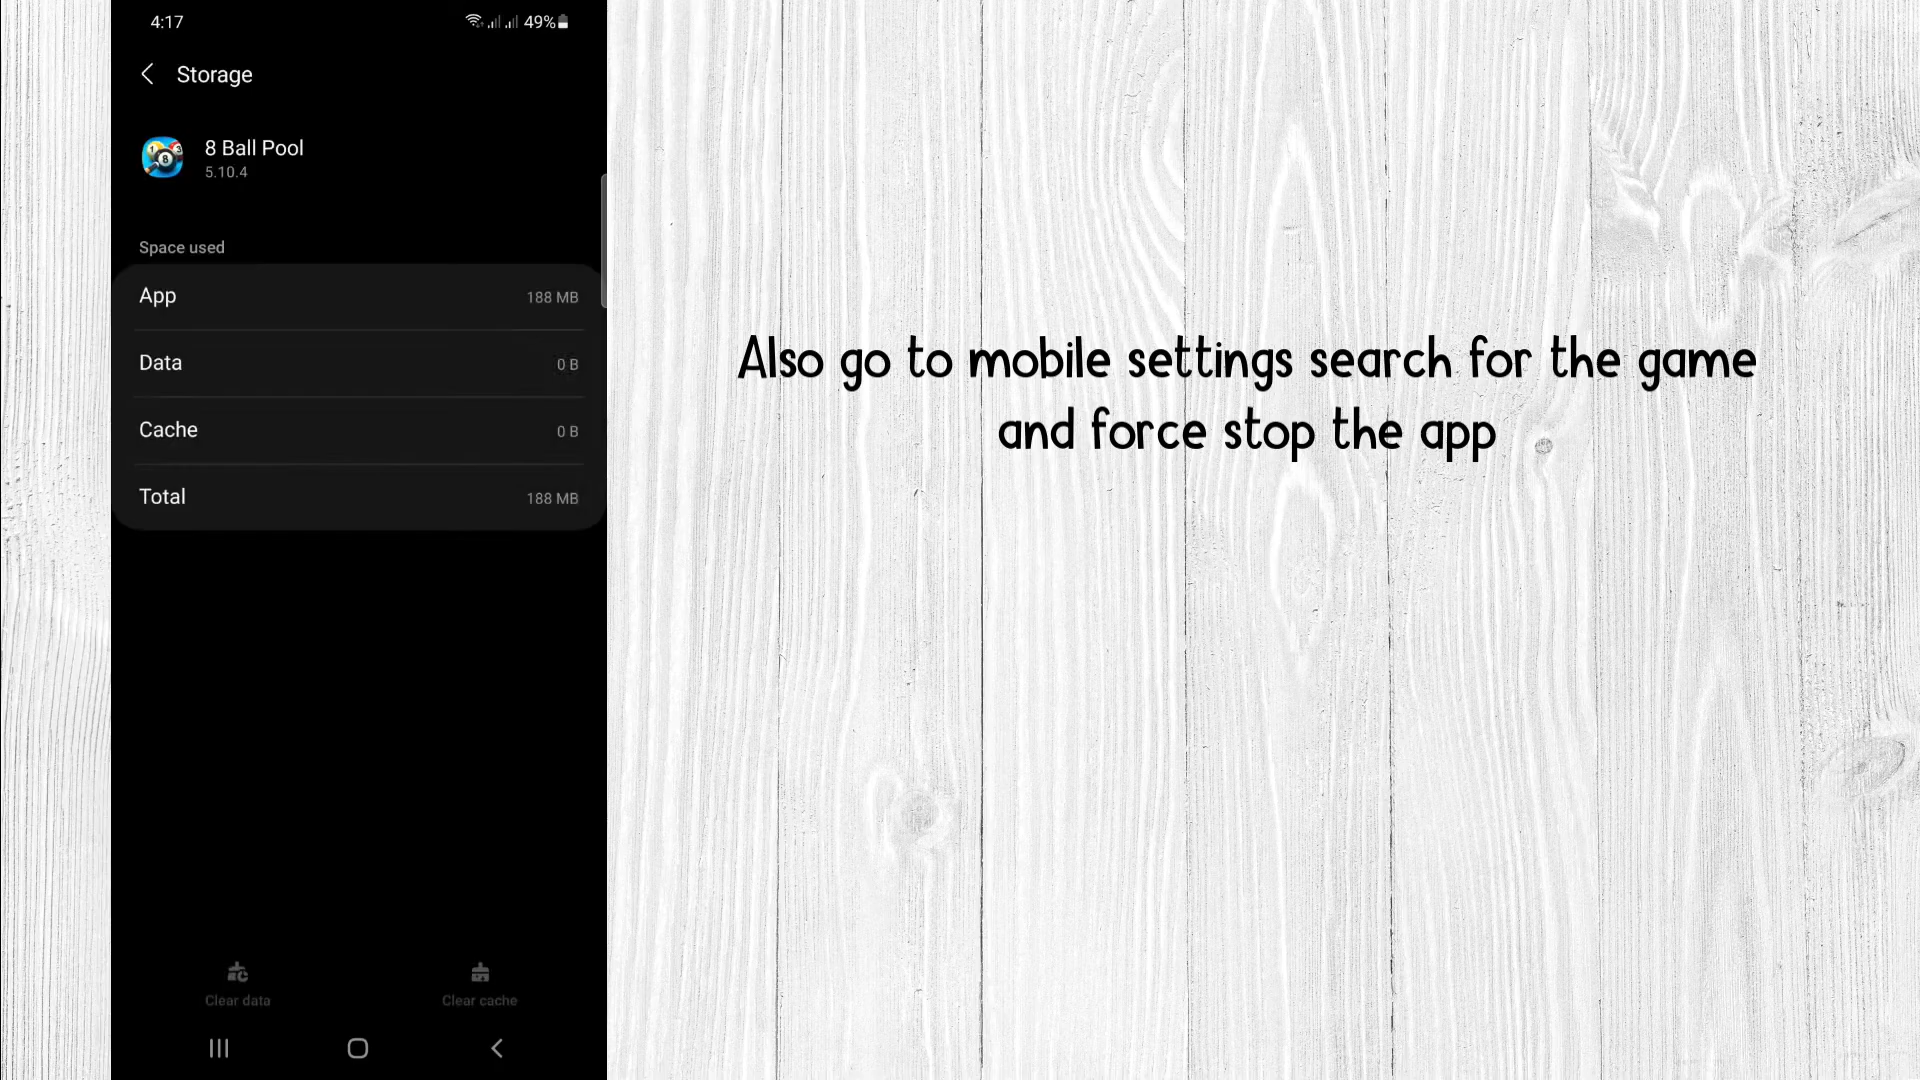 4:17
49%
Storage
8 Ball Pool
5.10.4
Space used
App 188 MB
Data 0 B
Cache 0 B
Total 188 MB
Clear data Clear cache
Also go to mobile settings search for the game
and force stop the app